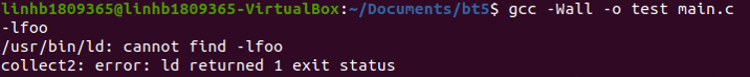 linhb1809365@linhb1809365-VirtualBox:~/Documents/bt5$ gcc -Wall -o test main.c
-lfoo
/usr/bin/ld: cannot find -lfoo
collect2: error: ld returned 1 exit status